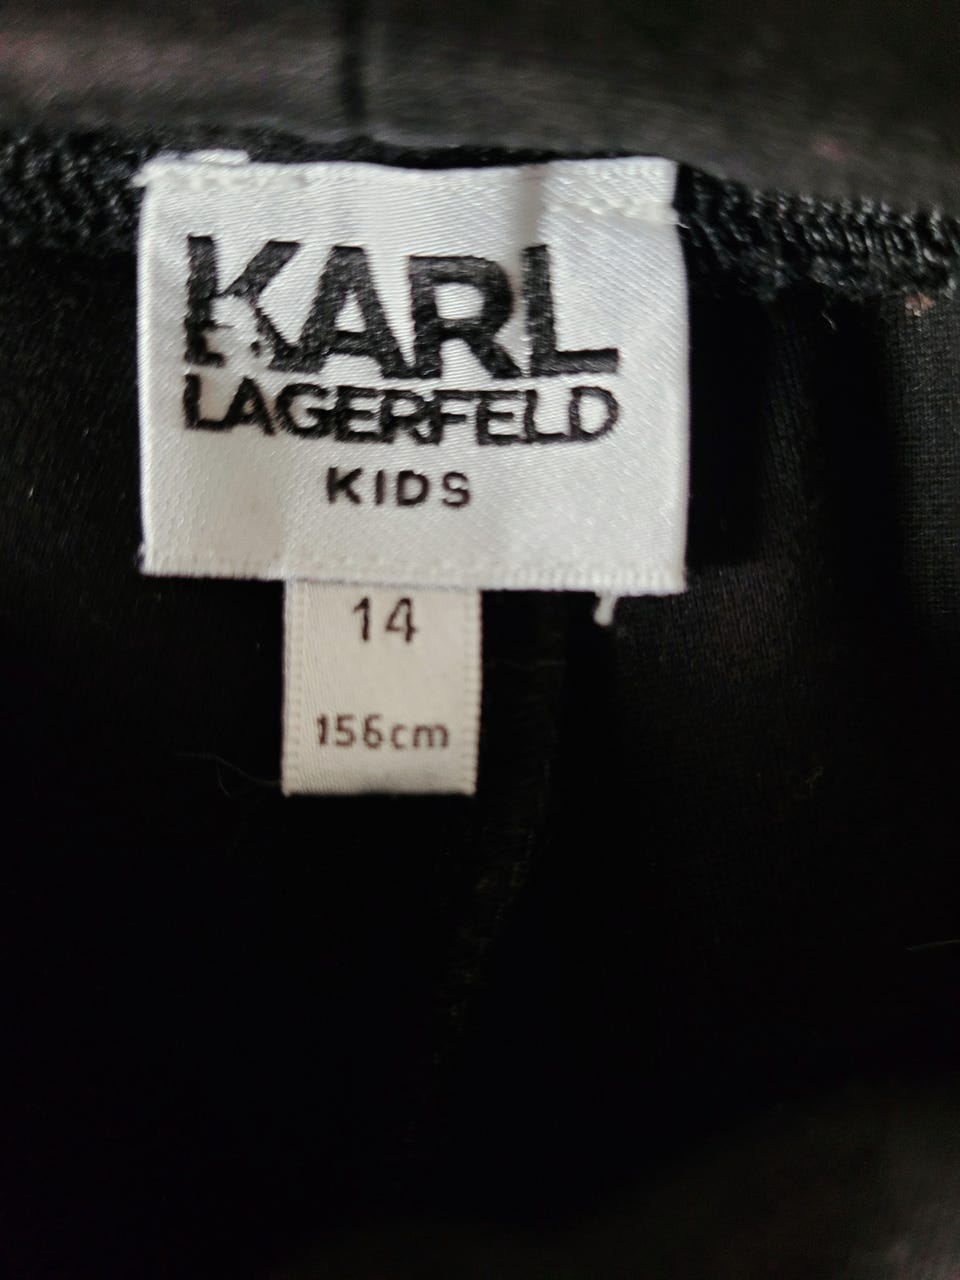 KARL
LAGERFELD
KIDS
14
156cm